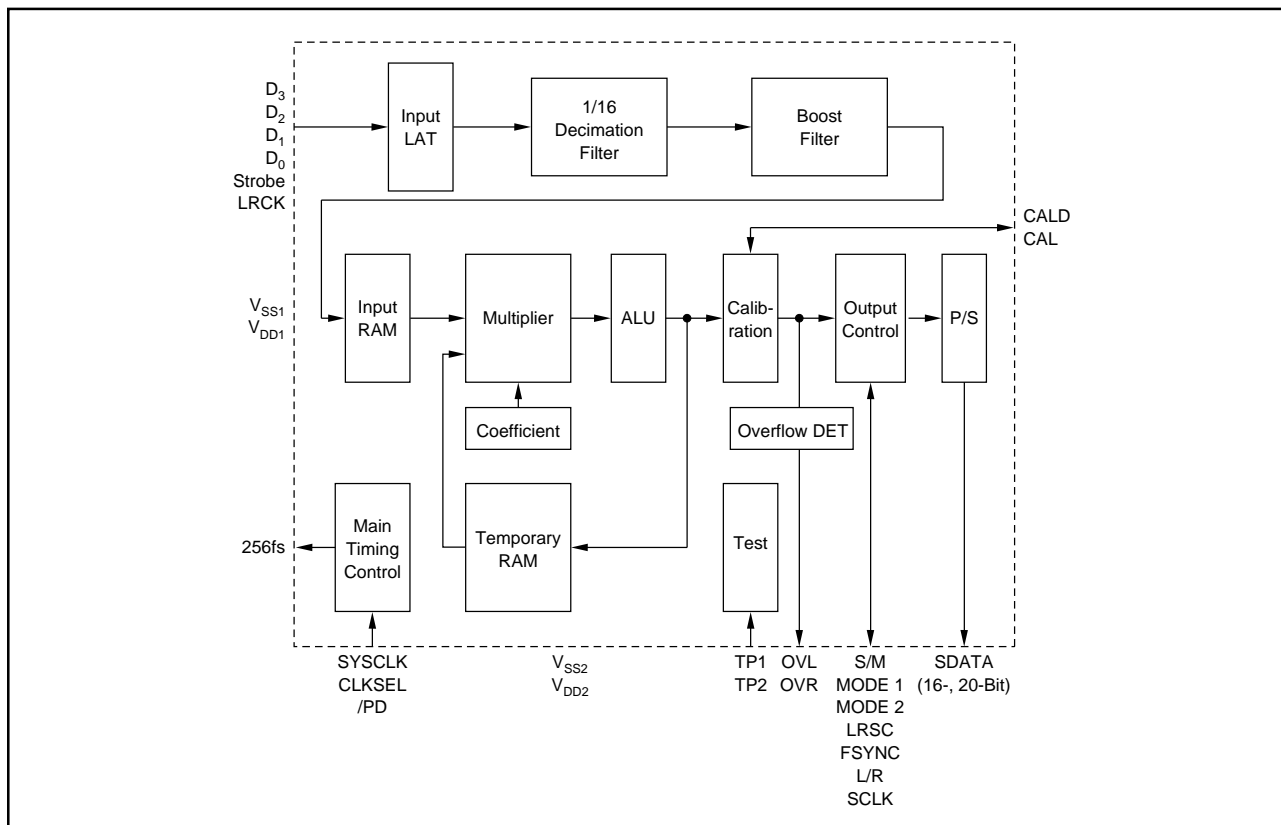 D3
D2
D1
D0
Strobe
LRCK
Input
LAT
1/16
Decimation
Filter
Boost
Filter
CALD
CAL
VSS1
VDD1
Input
RAM
Multiplier
ALU
Calib-
ration
Output
Control
P/S
Coefficient
Overflow DET
256fs
Main
Timing
Control
Temporary
RAM
Test
SYSCLK
CLKSEL
/PD
VSS2
VDD2
TP1
TP2
OVL
OVR
S/M
MODE 1
MODE 2
LRSC
FSYNC
L/R
SCLK
SDATA
(16-, 20-Bit)